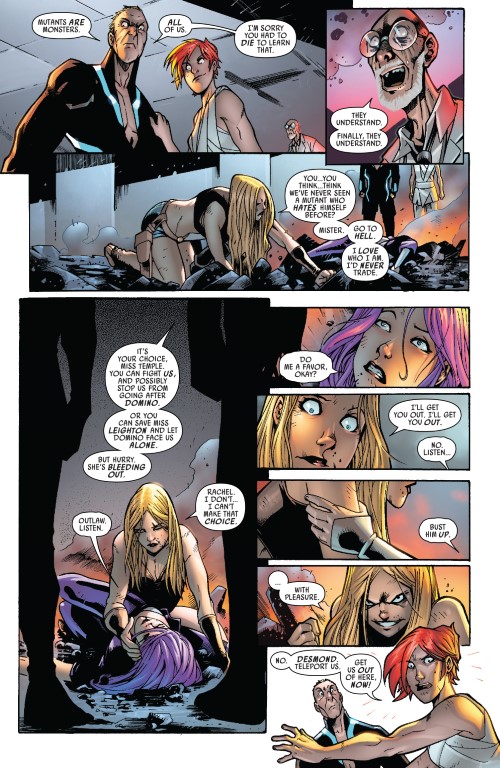 MUTANTS ARE
MONSTERS.
ALL
OF US.
I'M SORRY
YOU HAD TO
DIE TO LEARN
THAT.
THEY
UNDERSTAND.
FINALLY, THEY
UNDERSTAND.
YOU...YOU
THINK...THINK
WE'VE NEVER SEEN
A MUTANT WHO
HATES HIMSELF
BEFORE?
MISTER.
GO TO
HELL.
I LOVE
WHO I AM.
I'D NEVER
TRADE.
IT'S
YOUR CHOICE,
MISS TEMPLE.
YOU CAN FIGHT US,
AND POSSIBLY
STOP US FROM
GOING AFTER
DOMINO.
OR YOU
CAN SAVE MISS
LEIGHTON AND LET
DOMINO FACE US
ALONE.
BUT HURRY.
SHE'S BLEEDING
OUT.
OUTLAW.
LISTEN.
RACHEL.
I DON'T...
I CAN'T
MAKE THAT
CHOICE.
DO
ME A FAVOR,
OKAY?
I'LL GET
YOU OUT. I'LL GET
YOU OUT.
NO.
LISTEN...
BUST
HIM UP.
...
WITH
PLEASURE.
NO.
DESMOND,
TELEPORT US.
GET
US OUT
OF HERE,
NOW!